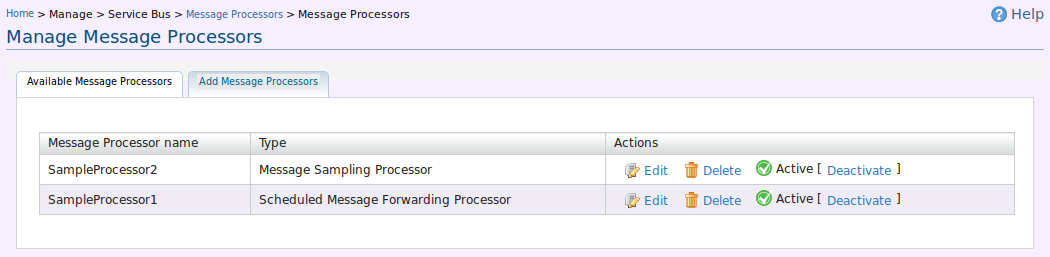 Home > Manage > Service Bus > Message Processors > Message Processors
Help
Manage Message Processors
Available Message Processors Add Message Processors
Message Processor name Type Actions
SampleProcessor2 Message Sampling Processor Edit Delete Active [ Deactivate ]
SampleProcessor1 Scheduled Message Forwarding Processor Edit Delete Active [ Deactivate ]